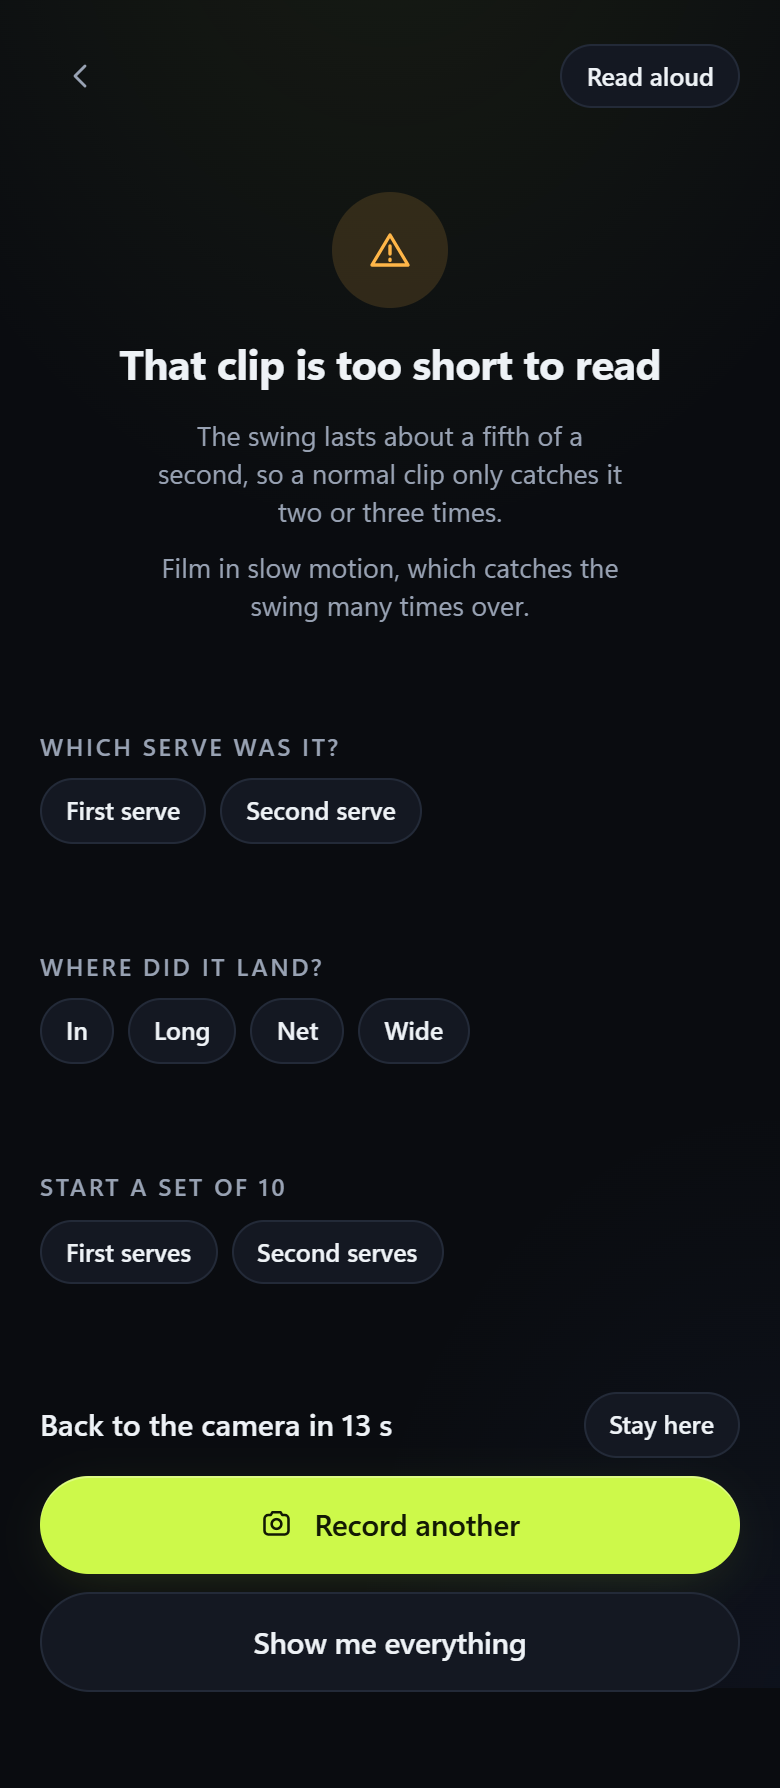 Read aloud
That clip is too short to read
The swing lasts about a fifth of a
second, so a normal clip only catches it
two or three times.
Film in slow motion, which catches the
swing many times over.
WHICH SERVE WAS IT?
First serve Second serve
WHERE DID IT LAND?
In Long Net Wide
START A SET OF 10
First serves Second serves
Back to the camera in 13 s Stay here
Record another
Show me everything